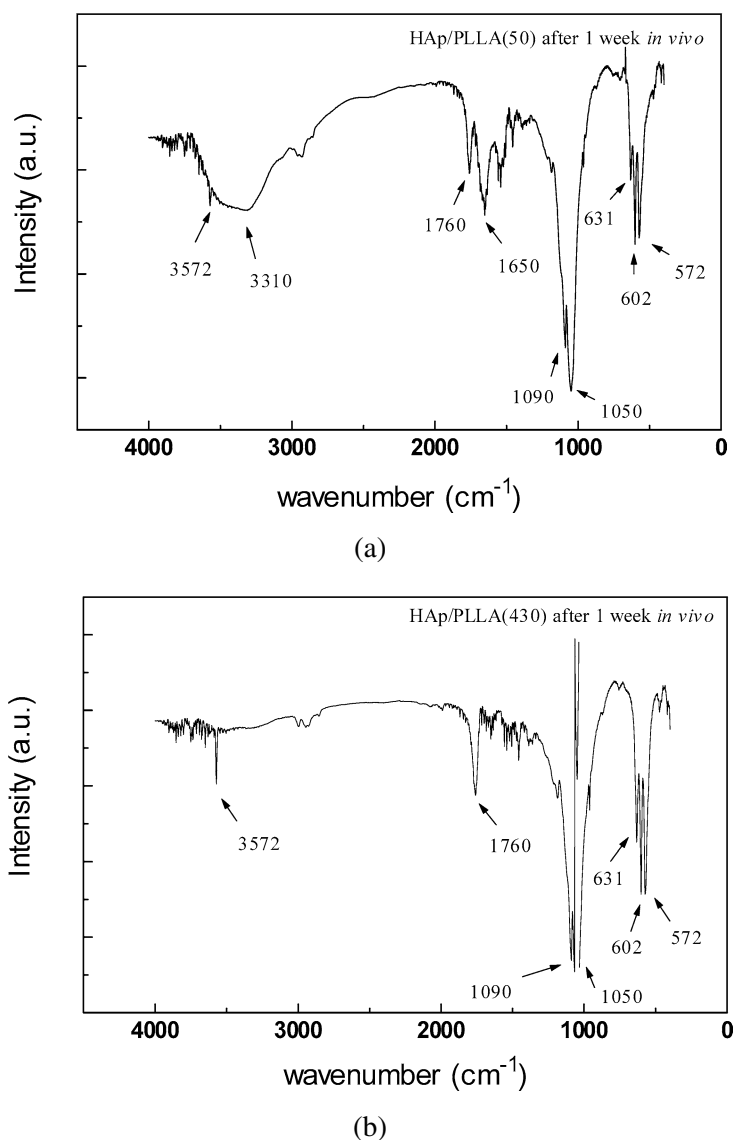 HAp/PLLA(50) after 1 week in vivo
Intensity (a.u.)
3572
3310
1760
1650
1090
1050
631
602
572
4000 3000 2000 1000 0
wavenumber (cm-1)
(a)
HAp/PLLA(430) after 1 week in vivo
Intensity (a.u.)
3572
1760
1090
1050
631
602
572
4000 3000 2000 1000 0
wavenumber (cm-1)
(b)